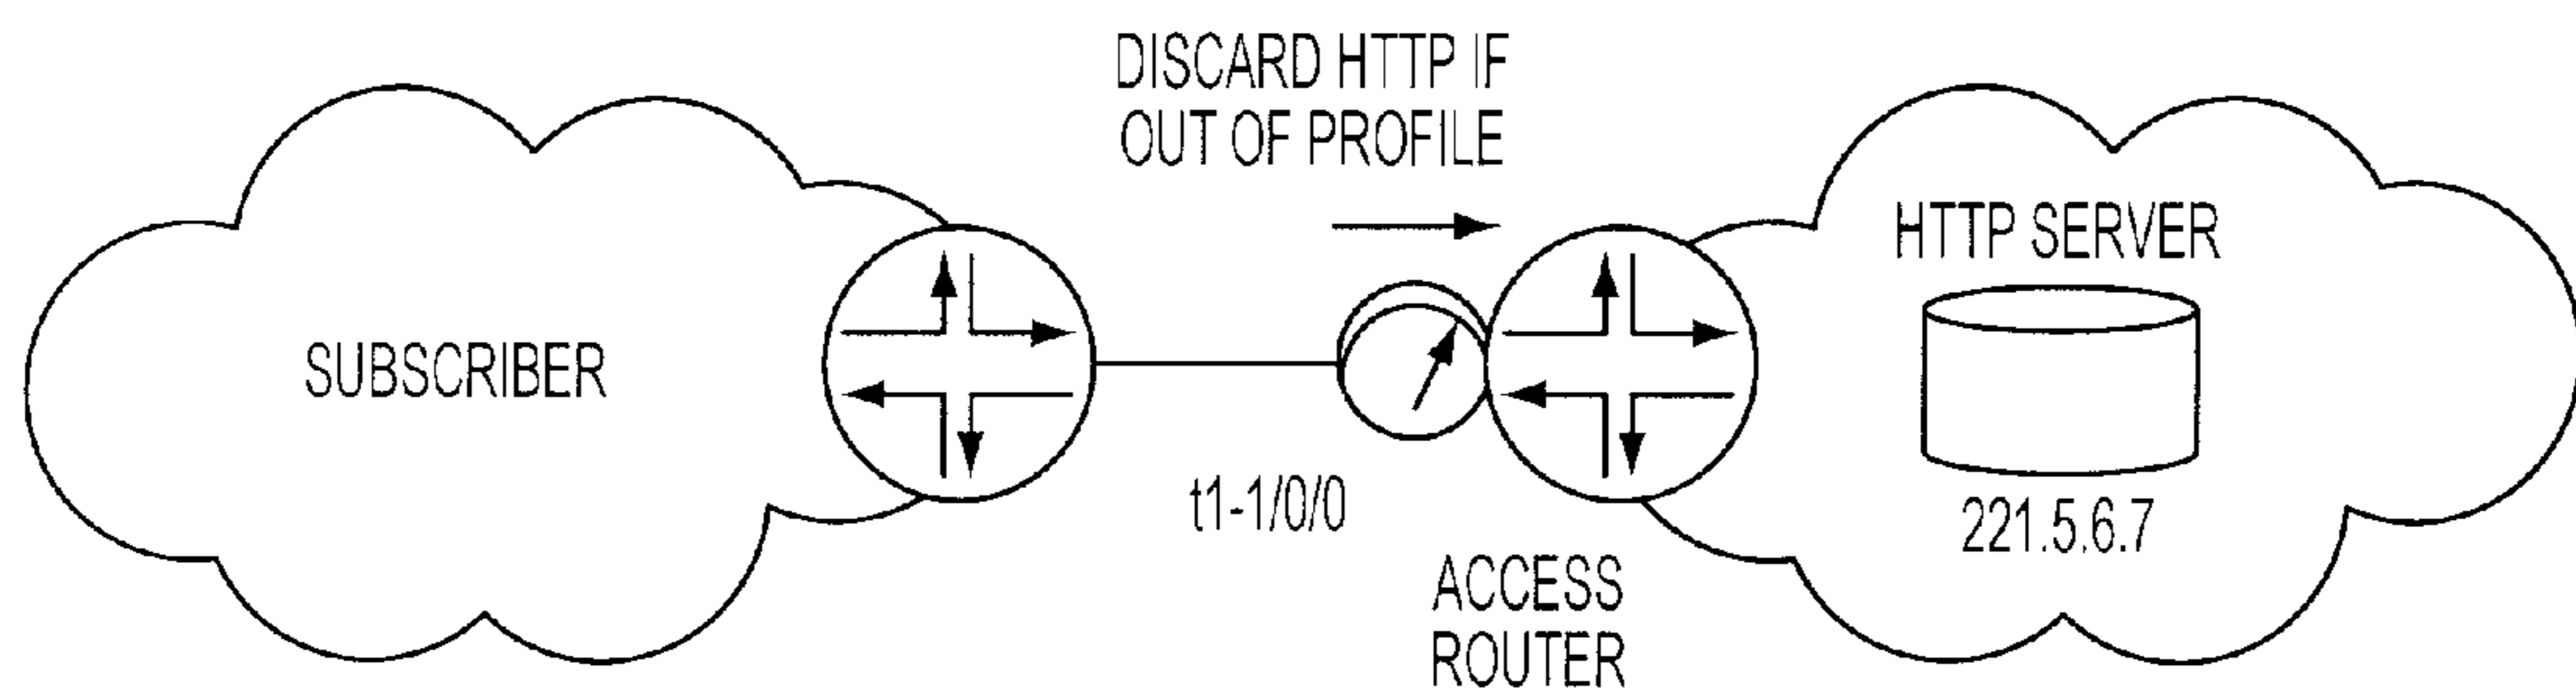 DISCARD HTTP IF
OUT OF PROFILE
HTTP SERVER
SUBSCRIBER
t1-1/0/0
221.5.6.7
ACCESS
ROUTER